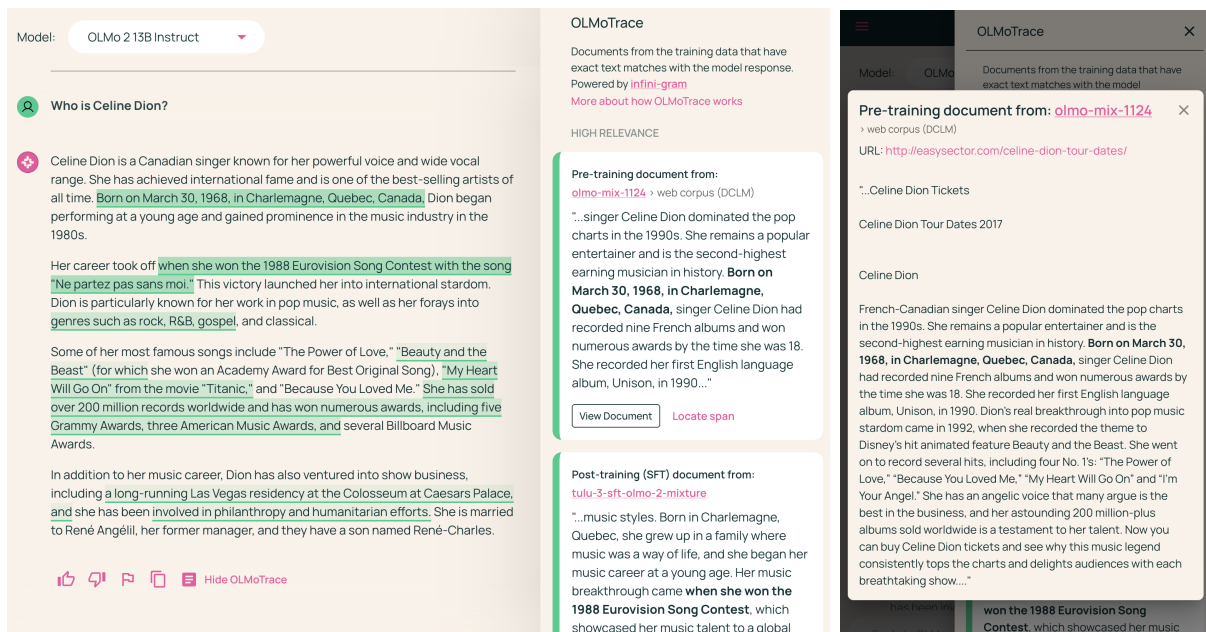 Model: OLMo 2 13B Instruct
Who is Celine Dion?
Celine Dion is a Canadian singer known for her powerful voice and wide vocal
range. She has achieved international fame and is one of the best-selling artists of
all time. Born on March 30, 1968, in Charlemagne, Quebec, Canada, Dion began
performing at a young age and gained prominence in the music industry in the
1980s.
Her career took off when she won the 1988 Eurovision Song Contest with the song
"Ne partez pas sans moi." This victory launched her into international stardom.
Dion is particularly known for her work in pop music, as well as her forays into
genres such as rock, R&B, gospel, and classical.
Some of her most famous songs include "The Power of Love," "Beauty and the
Beast" (for which she won an Academy Award for Best Original Song), "My Heart
Will Go On" from the movie "Titanic," and "Because You Loved Me." She has sold
over 200 million records worldwide and has won numerous awards, including five
Grammy Awards, three American Music Awards, and several Billboard Music
Awards.
In addition to her music career, Dion has also ventured into show business,
including a long-running Las Vegas residency at the Colosseum at Caesars Palace,
and she has been involved in philanthropy and humanitarian efforts. She is married
to René Angélil, her former manager, and they have a son named René-Charles.
Hide OLMoTrace
OLMoTrace
Documents from the training data that have
exact text matches with the model response.
Powered by infini-gram
More about how OLMoTrace works
HIGH RELEVANCE
Pre-training document from:
olmo-mix-1124 > web corpus (DCLM)
"...singer Celine Dion dominated the pop
charts in the 1990s. She remains a popular
entertainer and is the second-highest
earning musician in history. Born on
March 30, 1968, in Charlemagne,
Quebec, Canada, singer Celine Dion had
recorded nine French albums and won
numerous awards by the time she was 18.
She recorded her first English language
album, Unison, in 1990..."
View Document Locate span
Post-training (SFT) document from:
tulu-3-sft-olmo-2-mixture
"...music styles. Born in Charlemagne,
Quebec, she grew up in a family where
music was a way of life, and she began her
music career at a young age. Her music
breakthrough came when she won the
1988 Eurovision Song Contest, which
showcased her music talent to a global
OLMoTrace
Model: OLMo
Documents from the training data that have
exact text matches with the model
Pre-training document from: olmo-mix-1124
> web corpus (DCLM)
URL: http://easysector.com/celine-dion-tour-dates/
"...Celine Dion Tickets
Celine Dion Tour Dates 2017
Celine Dion
French-Canadian singer Celine Dion dominated the pop charts
in the 1990s. She remains a popular entertainer and is the
second-highest earning musician in history. Born on March 30,
1968, in Charlemagne, Quebec, Canada, singer Celine Dion
had recorded nine French albums and won numerous awards by
the time she was 18. She recorded her first English language
album, Unison, in 1990. Dion's real breakthrough into pop music
stardom came in 1992, when she recorded the theme to
Disney's hit animated feature Beauty and the Beast. She went
on to record several hits, including four No. 1's: "The Power of
Love," "Because You Loved Me," "My Heart Will Go On" and "I'm
Your Angel." She has an angelic voice that many argue is the
best in the business, and her astounding 200 million-plus
albums sold worldwide is a testament to her talent. Now you
can buy Celine Dion tickets and see why this music legend
consistently tops the charts and delights audiences with each
breathtaking show...."
has been
won the 1988 Eurovision Song
Contest, which showcased her music